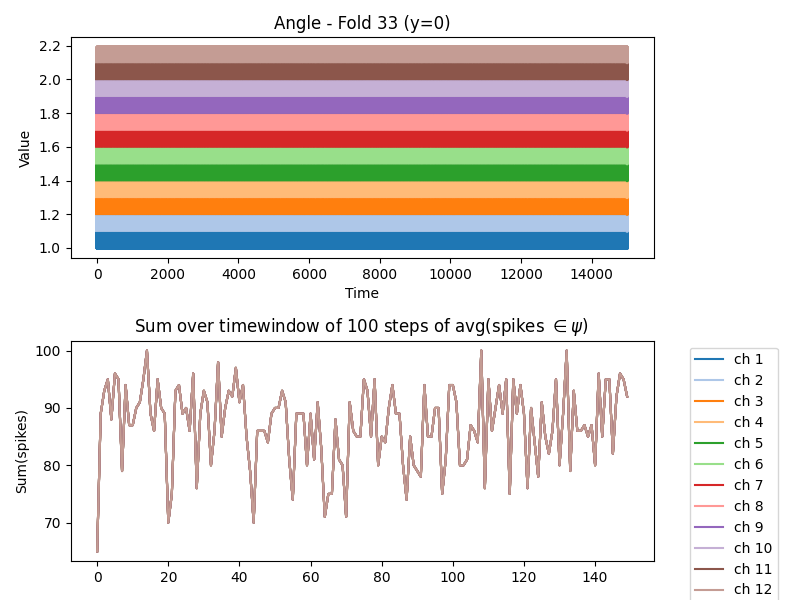 Angle - Fold 33 (y=0)
2.2
2.0
1.8
1.6
1.4
1.2
1.0
Value
0 2000 4000 6000 8000 10000 12000 14000
Time
Sum over timewindow of 100 steps of avg(spikes ∈ ψ)
100
90
80
70
Sum(spikes)
0 20 40 60 80 100 120 140
ch 1
ch 2
ch 3
ch 4
ch 5
ch 6
ch 7
ch 8
ch 9
ch 10
ch 11
ch 12